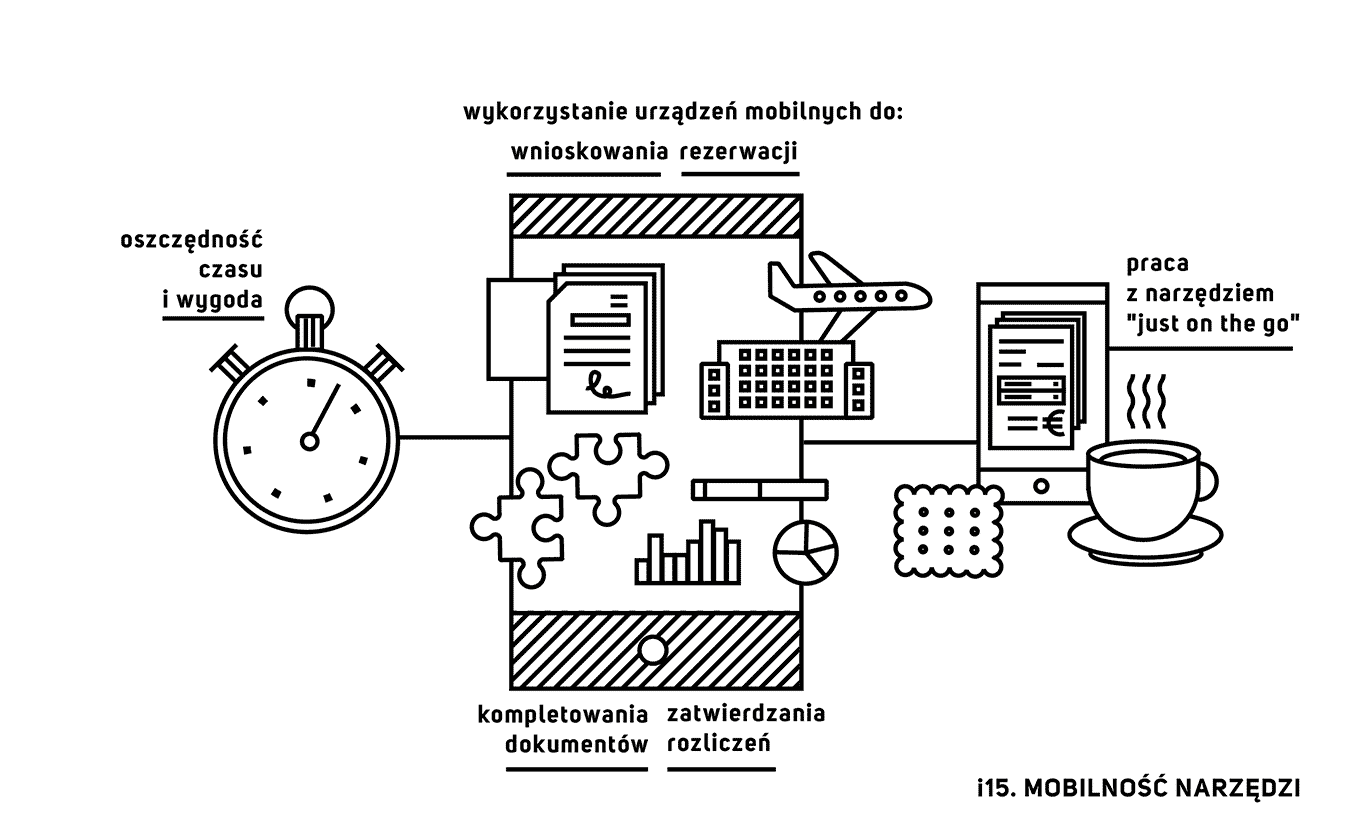 wykorzystanie urządzeń mobilnych do:
wnioskowania rezerwacji
oszczędność
czasu
i wygoda
praca
z narzędziem
"just on the go"
kompletowania
dokumentów
zatwierdzania
rozliczeń
i15. MOBILNOŚĆ NARZĘDZI